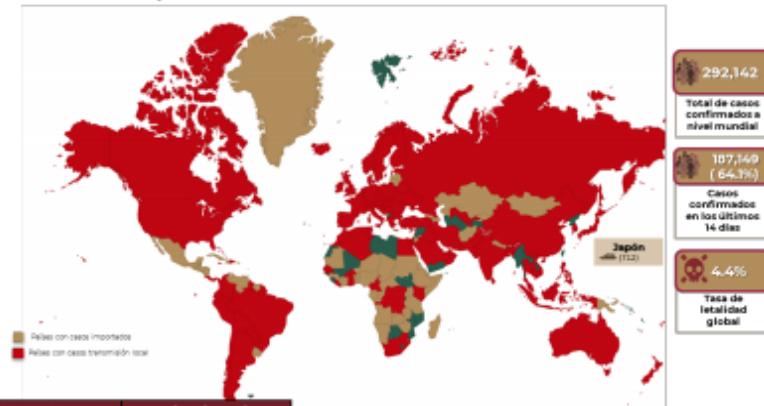 292,142
Total de casos
confirmados a
nivel mundial
187,149
( 64.1%)
Casos
confirmados
en los últimos
14 días
Japón
(712)
4.4%
Tasa de
letalidad
global
Países con casos importados
Países con casos transmisión local